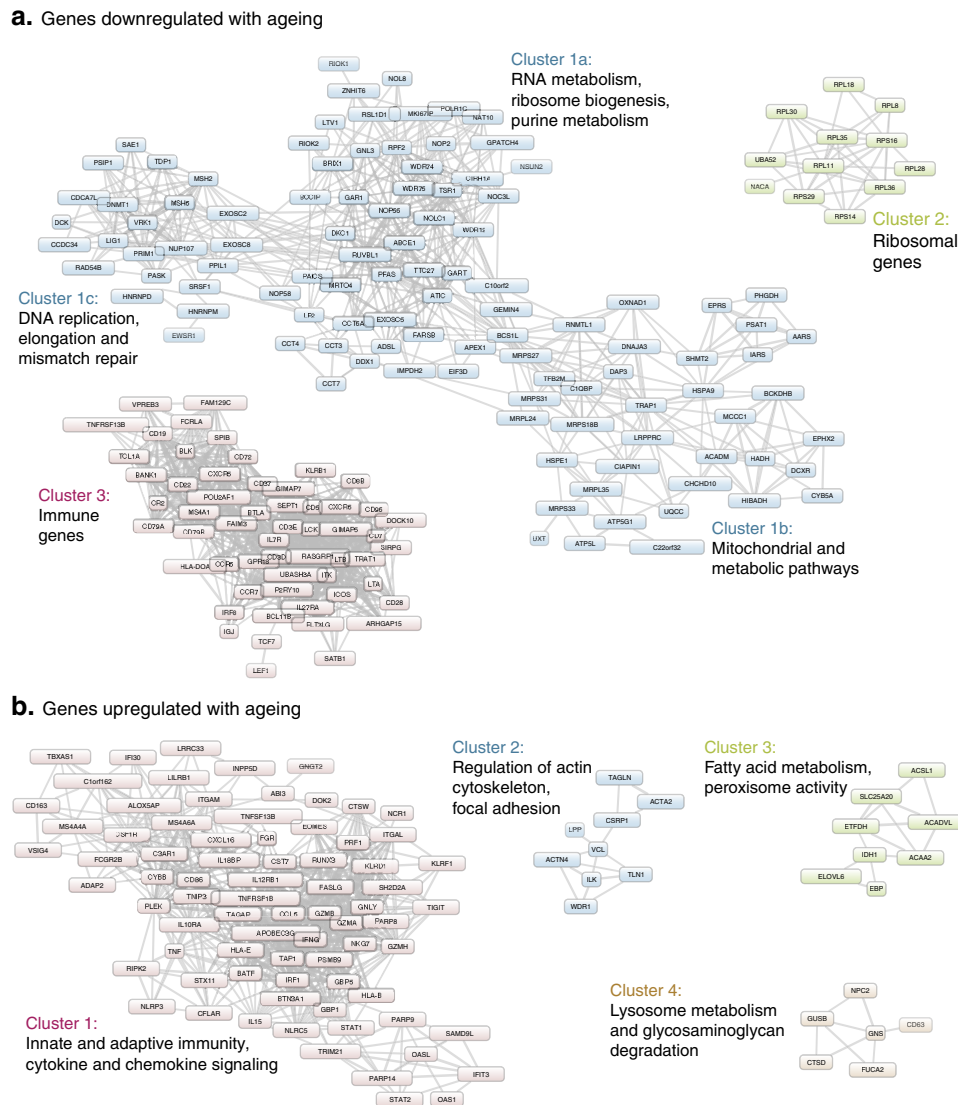 a. Genes downregulated with ageing
Cluster 1a:
RNA metabolism,
ribosome biogenesis,
purine metabolism
RIOK1
NOL8
ZNHIT6
POLR1C
RSL1D1
MKI67IP
NAT10
LTV1
RIOK2
GNL3
RPF2
NOP2
GPATCH4
BRIX1
WDR74
NSUN2
CIRH1A
WDR75
TSR1
BCCIP
GAR1
NOC3L
NOP56
NOLC1
DKC1
WDR12
ABCE1
RUVBL1
PAICS
PFAS
TTC27
GART
MRTO4
C10orf2
NOP58
ATIC
GEMIN4
CCT6A
EXOSC5
FARSB
BCS1L
CCT4
CCT3
ADSL
APEX1
DDX1
IMPDH2
EIF3D
CCT7
SAE1
PSIP1
TDP1
MSH2
CDCA7L
DNMT1
MSH6
DCK
VRK1
EXOSC2
CCDC34
LIG1
NUP107
EXOSC8
PRIM1
RAD54B
PPIL1
PASK
SRSF1
HNRNPD
HNRNPM
EWSR1
Cluster 1c:
DNA replication,
elongation and
mismatch repair
RPL18
RPL30
RPL8
RPL35
RPS16
UBA52
RPL11
RPL28
NACA
RPL36
RPS29
RPS14
Cluster 2:
Ribosomal
genes
OXNAD1
PHGDH
EPRS
RNMTL1
PSAT1
AARS
DNAJA3
MRPS27
SHMT2
IARS
DAP3
TFB2M
C1QBP
HSPA9
BCKDHB
MRPS31
TRAP1
MCCC1
MRPL24
MRPS18B
LRPPRC
EPHX2
HSPE1
CIAPIN1
ACADM
HADH
DCXR
CHCHD10
MRPL35
HIBADH
CYB5A
MRPS33
ATP5G1
UQCC
UXT
ATP5L
C22orf32
Cluster 1b:
Mitochondrial and
metabolic pathways
Cluster 3:
Immune
genes
VPREB3
FAM129C
TNFRSF13B
FCRLA
CD19
SPIB
TCL1A
BLK
CD72
BANK1
CXCR5
CD37
KLRB1
CD22
GIMAP7
CD8B
CR2
POU2AF1
SEPT1
CD5
CXCR6
CD96
MS4A1
BTLA
CD79A
FAIM3
CD3E
LCK
GIMAP5
DOCK10
CD79B
IL7R
CD7
SIRPG
HLA-DOA
CCR6
GPR18
CD3D
RASGRP1
LTB
TRAT1
UBASH3A
ITK
LTA
CCR7
P2RY10
ICOS
CD28
IRF8
IL27RA
BCL11B
FLT3LG
ARHGAP15
IGJ
TCF7
SATB1
LEF1
b. Genes upregulated with ageing
TBXAS1
IFI30
LRRC33
INPP5D
GNGT2
C1orf162
LILRB1
ABI3
CD163
ALOX5AP
ITGAM
DOK2
CTSW
NCR1
MS4A4A
MS4A6A
TNFSF13B
EOMES
CSF1R
CXCL16
FGR
PRF1
ITGAL
VSIG4
C3AR1
IL18BP
CST7
RUNX3
FCGR2B
KLRD1
KLRF1
CYBB
CD86
IL12RB1
ADAP2
FASLG
SH2D2A
TNIP3
TNFRSF1B
PLEK
GZMB
GNLY
TIGIT
TAGAP
CCL5
GZMA
PARP8
IL10RA
APOBEC3G
IFNG
NKG7
GZMH
TNF
HLA-E
TAP1
PSMB9
RIPK2
BATF
STX11
IRF1
GBP5
NLRP3
BTN3A1
HLA-B
CFLAR
GBP1
IL15
STAT1
PARP9
NLRC5
SAMD9L
TRIM21
OASL
PARP14
IFIT3
STAT2
OAS1
Cluster 1:
Innate and adaptive immunity,
cytokine and chemokine signaling
Cluster 2:
Regulation of actin
cytoskeleton,
focal adhesion
TAGLN
ACTA2
CSRP1
LPP
VCL
ACTN4
TLN1
ILK
WDR1
Cluster 3:
Fatty acid metabolism,
peroxisome activity
ACSL1
SLC25A20
ETFDH
ACADVL
IDH1
ACAA2
ELOVL6
EBP
Cluster 4:
Lysosome metabolism
and glycosaminoglycan
degradation
NPC2
GUSB
GNS
CD63
CTSD
FUCA2